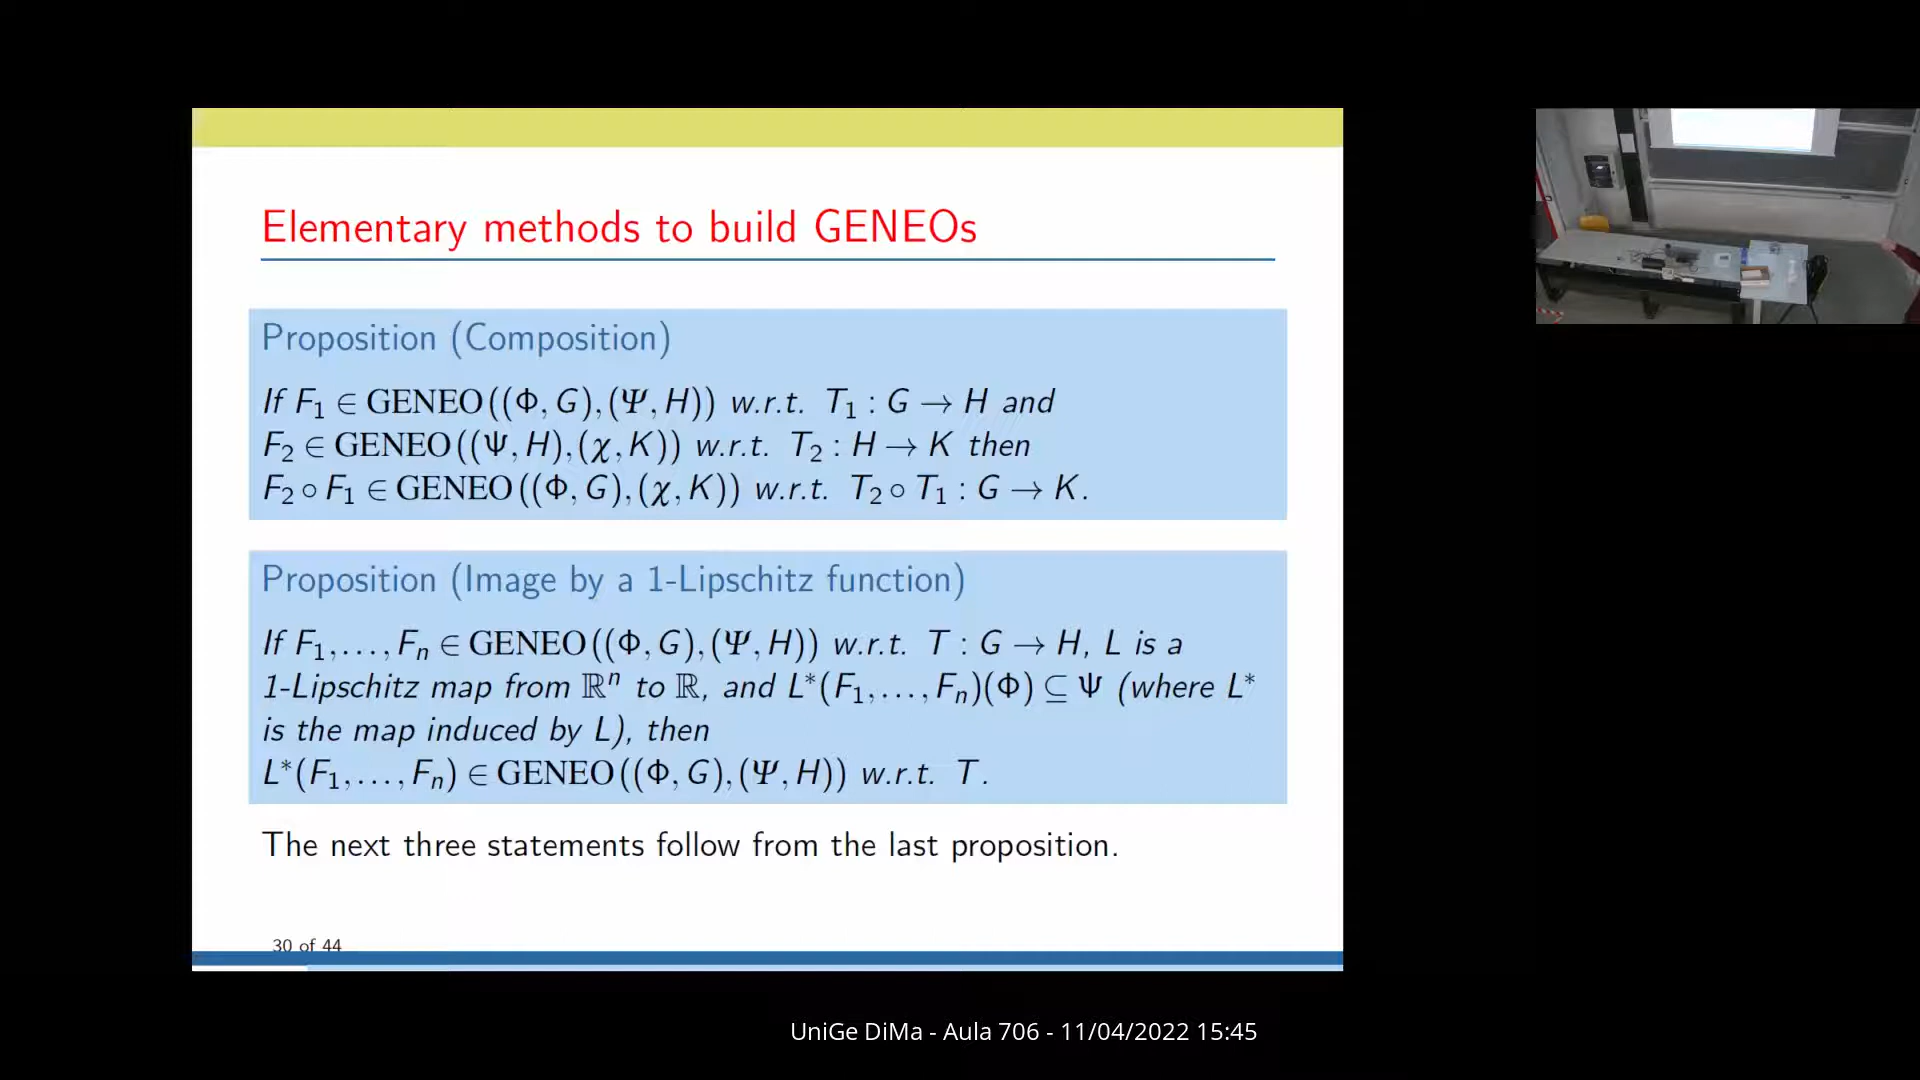 Elementary methods to build GENEOs
Proposition (Composition)
If F₁ ∈ GENEO((Φ, G), (Ψ, H)) w.r.t. T₁ : G → H and
F₂ ∈ GENEO((Ψ, H), (χ, K)) w.r.t. T₂ : H → K then
F₂ ∘ F₁ ∈ GENEO((Φ, G), (χ, K)) w.r.t. T₂ ∘ T₁ : G → K.
Proposition (Image by a 1-Lipschitz function)
If F₁, . . . , Fₙ ∈ GENEO((Φ, G), (Ψ, H)) w.r.t. T : G → H, L is a
1-Lipschitz map from ℝⁿ to ℝ, and L*(F₁, . . . , Fₙ)(Φ) ⊆ Ψ (where L*
is the map induced by L), then
L*(F₁, . . . , Fₙ) ∈ GENEO((Φ, G), (Ψ, H)) w.r.t. T.
The next three statements follow from the last proposition.
30 of 44
UniGe DiMa - Aula 706 - 11/04/2022 15:45